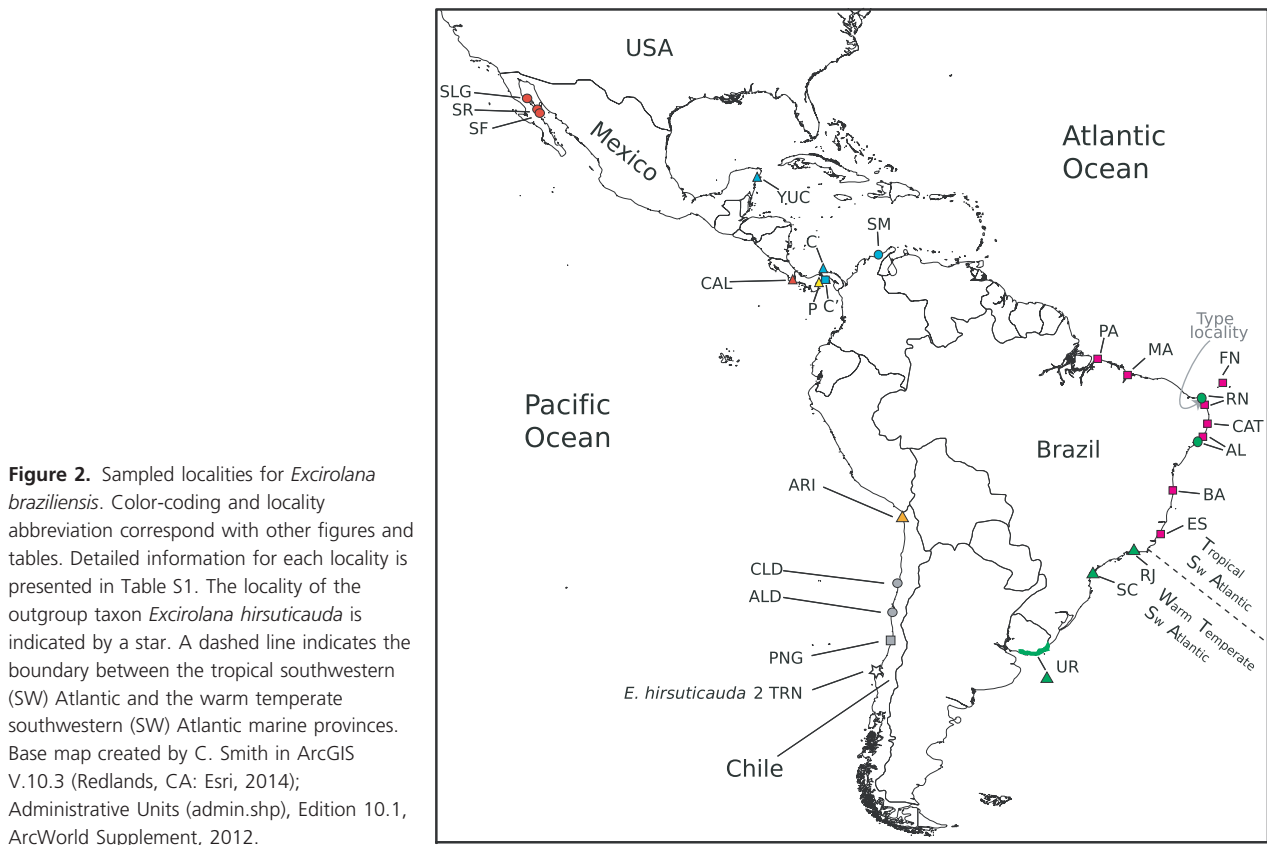 Figure 2. Sampled localities for Excirolana
braziliensis. Color-coding and locality
abbreviation correspond with other figures and
tables. Detailed information for each locality is
presented in Table S1. The locality of the
outgroup taxon Excirolana hirsuticauda is
indicated by a star. A dashed line indicates the
boundary between the tropical southwestern
(SW) Atlantic and the warm temperate
southwestern (SW) Atlantic marine provinces.
Base map created by C. Smith in ArcGIS
V.10.3 (Redlands, CA: Esri, 2014);
Administrative Units (admin.shp), Edition 10.1,
ArcWorld Supplement, 2012.
USA
SLG
SR
SF
Mexico
Atlantic
Ocean
YUC
SM
C
CAL
P C'
Type
locality
PA
MA
FN
RN
CAT
AL
Pacific
Ocean
Brazil
ARI
BA
ES
Tropical
Sw Atlantic
RJ
SC
Warm Temperate
Sw Atlantic
CLD
ALD
PNG
UR
E. hirsuticauda 2 TRN
Chile